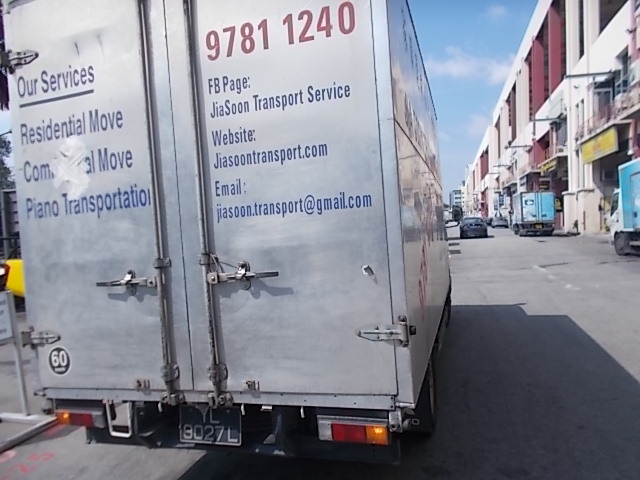 Our Services
Residential Move
Move
Piano Transportation
9781 1240
FB Page:
JiaSoon Transport Service
Website:
Jiasoontransport.com
Email:
jiasoon.transport@gmail.com
60